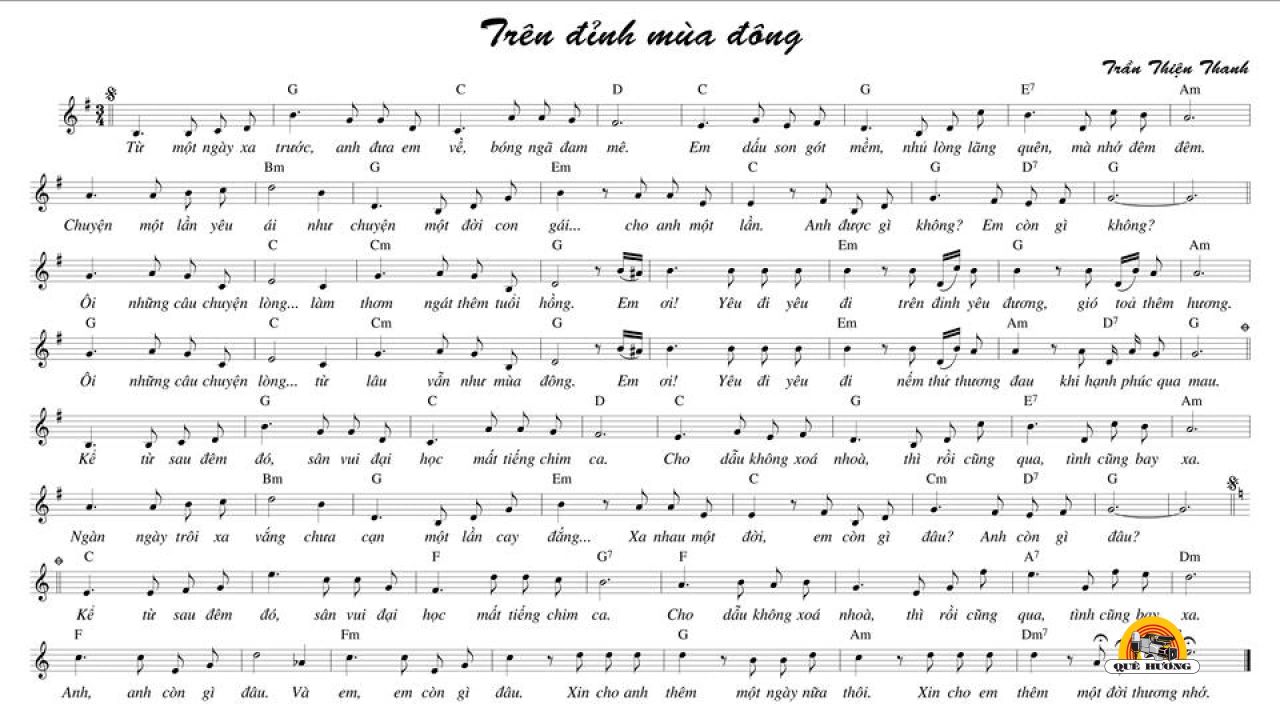 Trên đỉnh mùa đông
Trần Thiện Thanh
G C D C G E7 Am
3 4
Từ một ngày xa trước, anh đưa em về, bóng ngã đam mê. Em dấu son gót mềm, nhủ lòng lãng quên, mà nhớ đêm đêm.
Bm G Em C G D7 G
Chuyện một lần yêu ái như chuyện một đời con gái... cho anh một lần. Anh được gì không? Em còn gì không?
C Cm G Em G Am
Ôi những câu chuyện lòng... làm thơm ngát thêm tuổi hồng. Em ơi! Yêu đi yêu đi trên đỉnh yêu đương, gió toả thêm hương.
G C Cm G Em Am D7 G
Ôi những câu chuyện lòng... từ lâu vẫn như mùa đông. Em ơi! Yêu đi yêu đi nếm thử thương đau khi hạnh phúc qua mau.
G C D C G E7 Am
Kể từ sau đêm đó, sân vui đại học mất tiếng chim ca. Cho dẫu không xoá nhoà, thì rồi cũng qua, tình cũng bay xa.
Bm G Em C Cm D7 G
Ngàn ngày trôi xa vắng chưa cạn một lần cay đắng... Xa nhau một đời, em còn gì đâu? Anh còn gì đâu?
C F G7 F A7 Dm
Kể từ sau đêm đó, sân vui đại học mất tiếng chim ca. Cho dẫu không xoá nhoà, thì rồi cũng qua, tình cũng bay xa.
F Fm G Am Dm7
Anh, anh còn gì đâu. Và em, em còn gì đâu. Xin cho anh thêm một ngày nữa thôi. Xin cho em thêm một đời thương nhớ.
QUÊ HƯƠNG